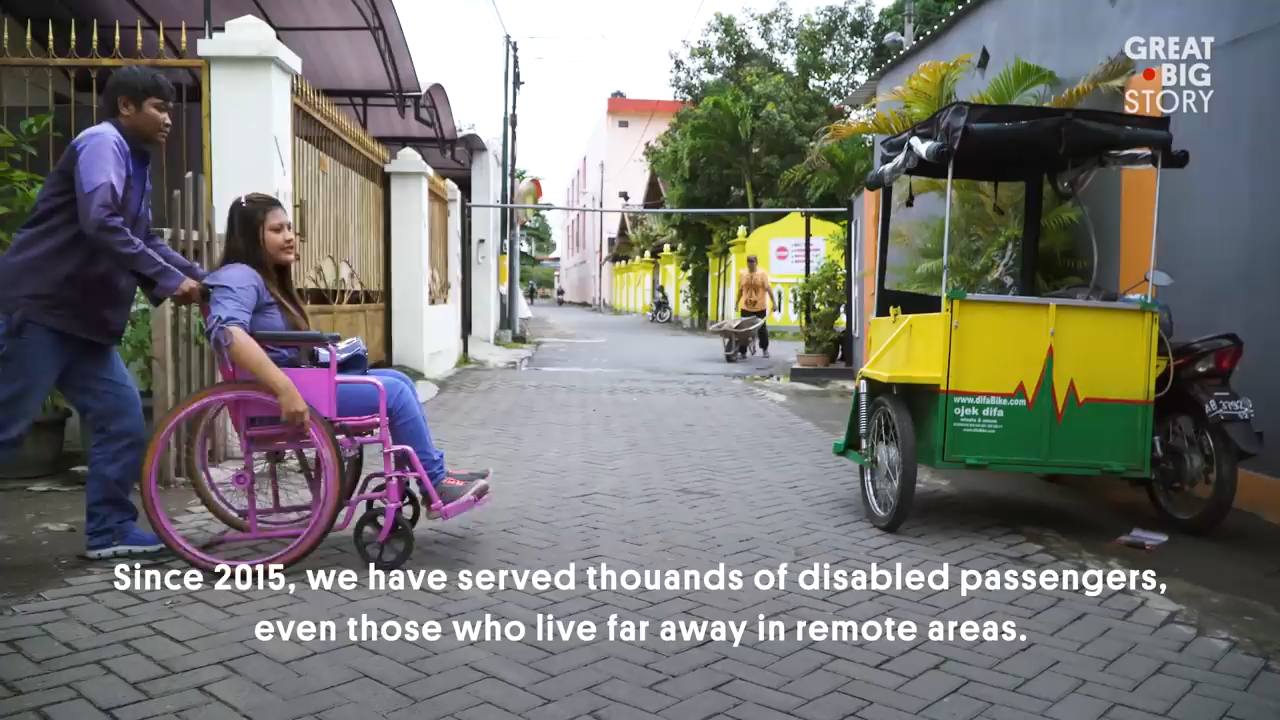 GREAT
BIG
STORY
www.difaBike.com
ojek difa
Since 2015, we have served thouands of disabled passengers,
even those who live far away in remote areas.